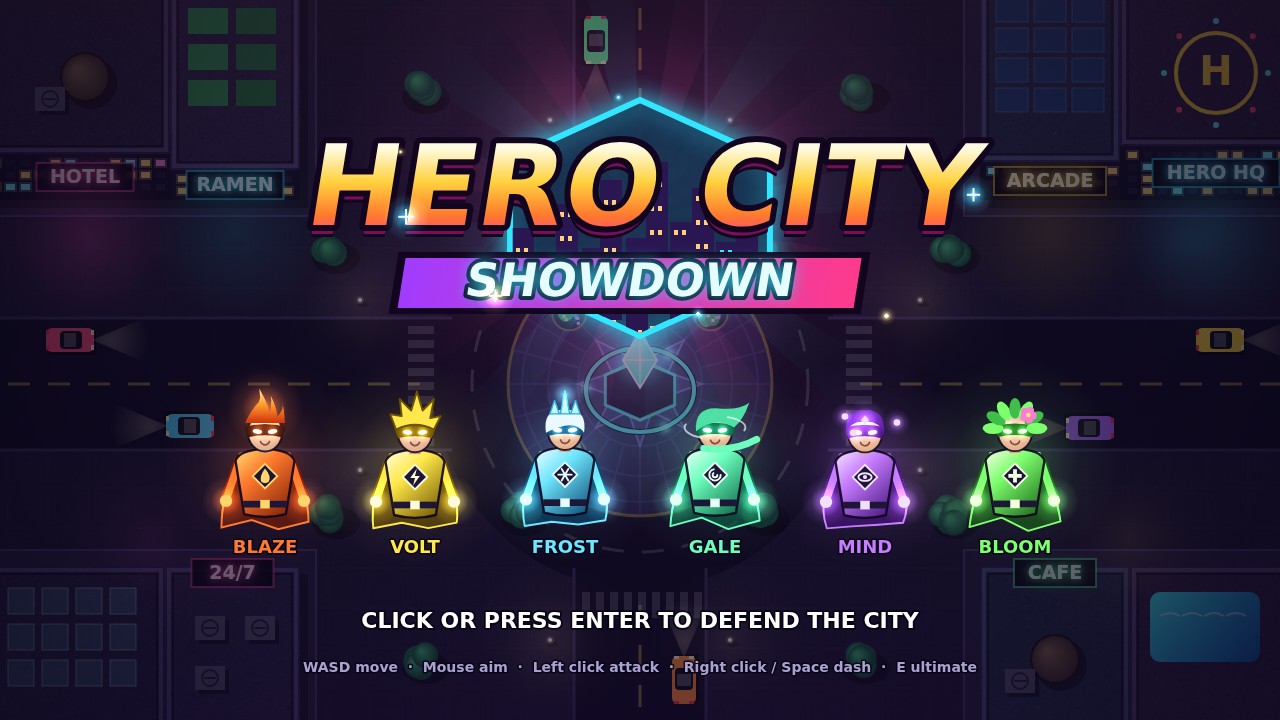 H
HOTEL
RAMEN
ARCADE
HERO HQ
HERO CITY
SHOWDOWN
BLAZE
VOLT
FROST
GALE
MIND
BLOOM
24/7
CAFE
CLICK OR PRESS ENTER TO DEFEND THE CITY
WASD move · Mouse aim · Left click attack · Right click / Space dash · E ultimate